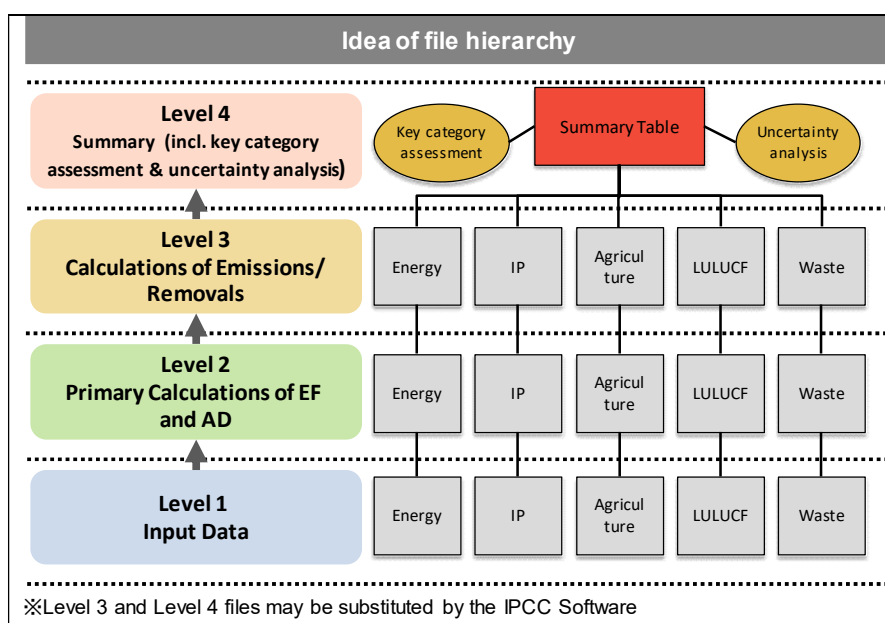 Idea of file hierarchy
Level 4
Summary (incl. key category
assessment & uncertainty analysis)
Key category
assessment
Summary Table
Uncertainty
analysis
Level 3
Calculations of Emissions/
Removals
Energy
IP
Agricul
ture
LULUCF
Waste
Level 2
Primary Calculations of EF
and AD
Energy
IP
Agricul
ture
LULUCF
Waste
Level 1
Input Data
Energy
IP
Agricul
ture
LULUCF
Waste
※Level 3 and Level 4 files may be substituted by the IPCC Software